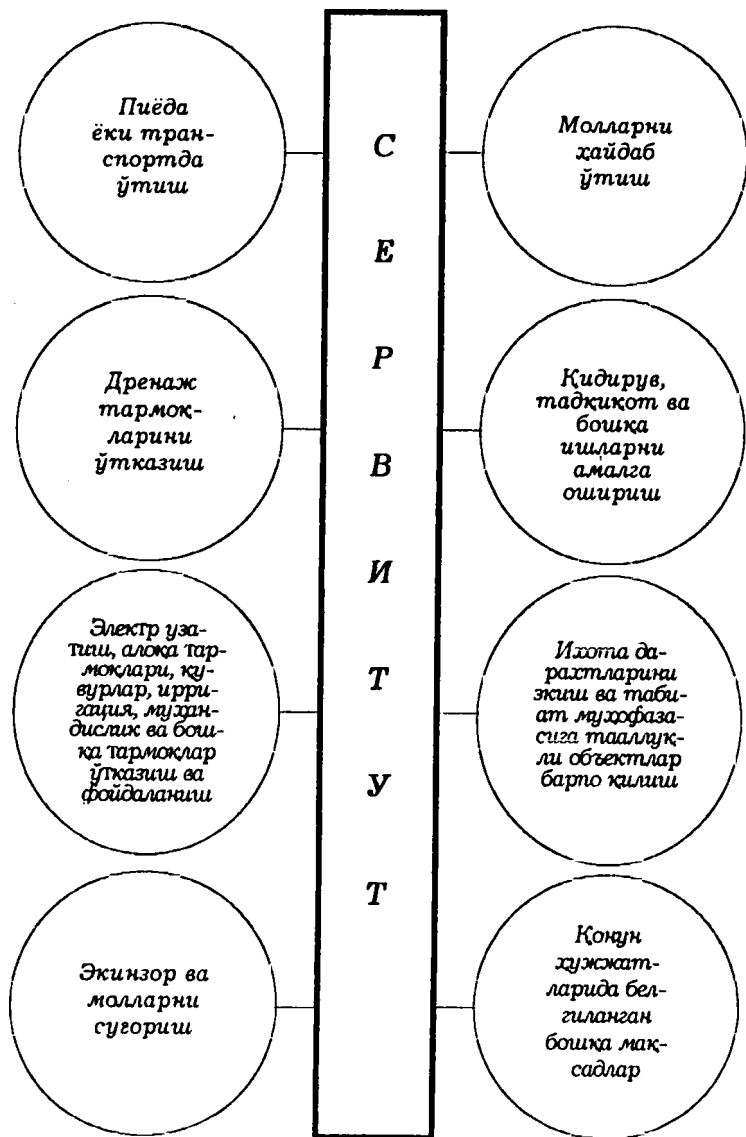 Пиёда
ёки тран-
спортда
ўтиш
Молларни
ҳайдаб
ўтиш
С
Е
Р
В
И
Т
У
Т
Дренаж
тармоқ-
ларини
ўтказиш
Қидирув,
тадқиқот ва
бошқа
ишларни
амалга
ошириш
Электр уза-
тиш, алоқа тар-
моқлари, қу-
вурлар, ирри-
гация, муҳан-
дислик ва бош-
қа тармоқлар
ўтказиш ва
фойдаланиш
Ихота да-
рахтларини
экиш ва таби-
ат муҳофаза-
сига тааллуқ-
ли объектлар
барпо қилиш
Экинзор ва
молларни
суғориш
Қонун
ҳужжат-
ларида бел-
гиланган
бошқа мақ-
садлар